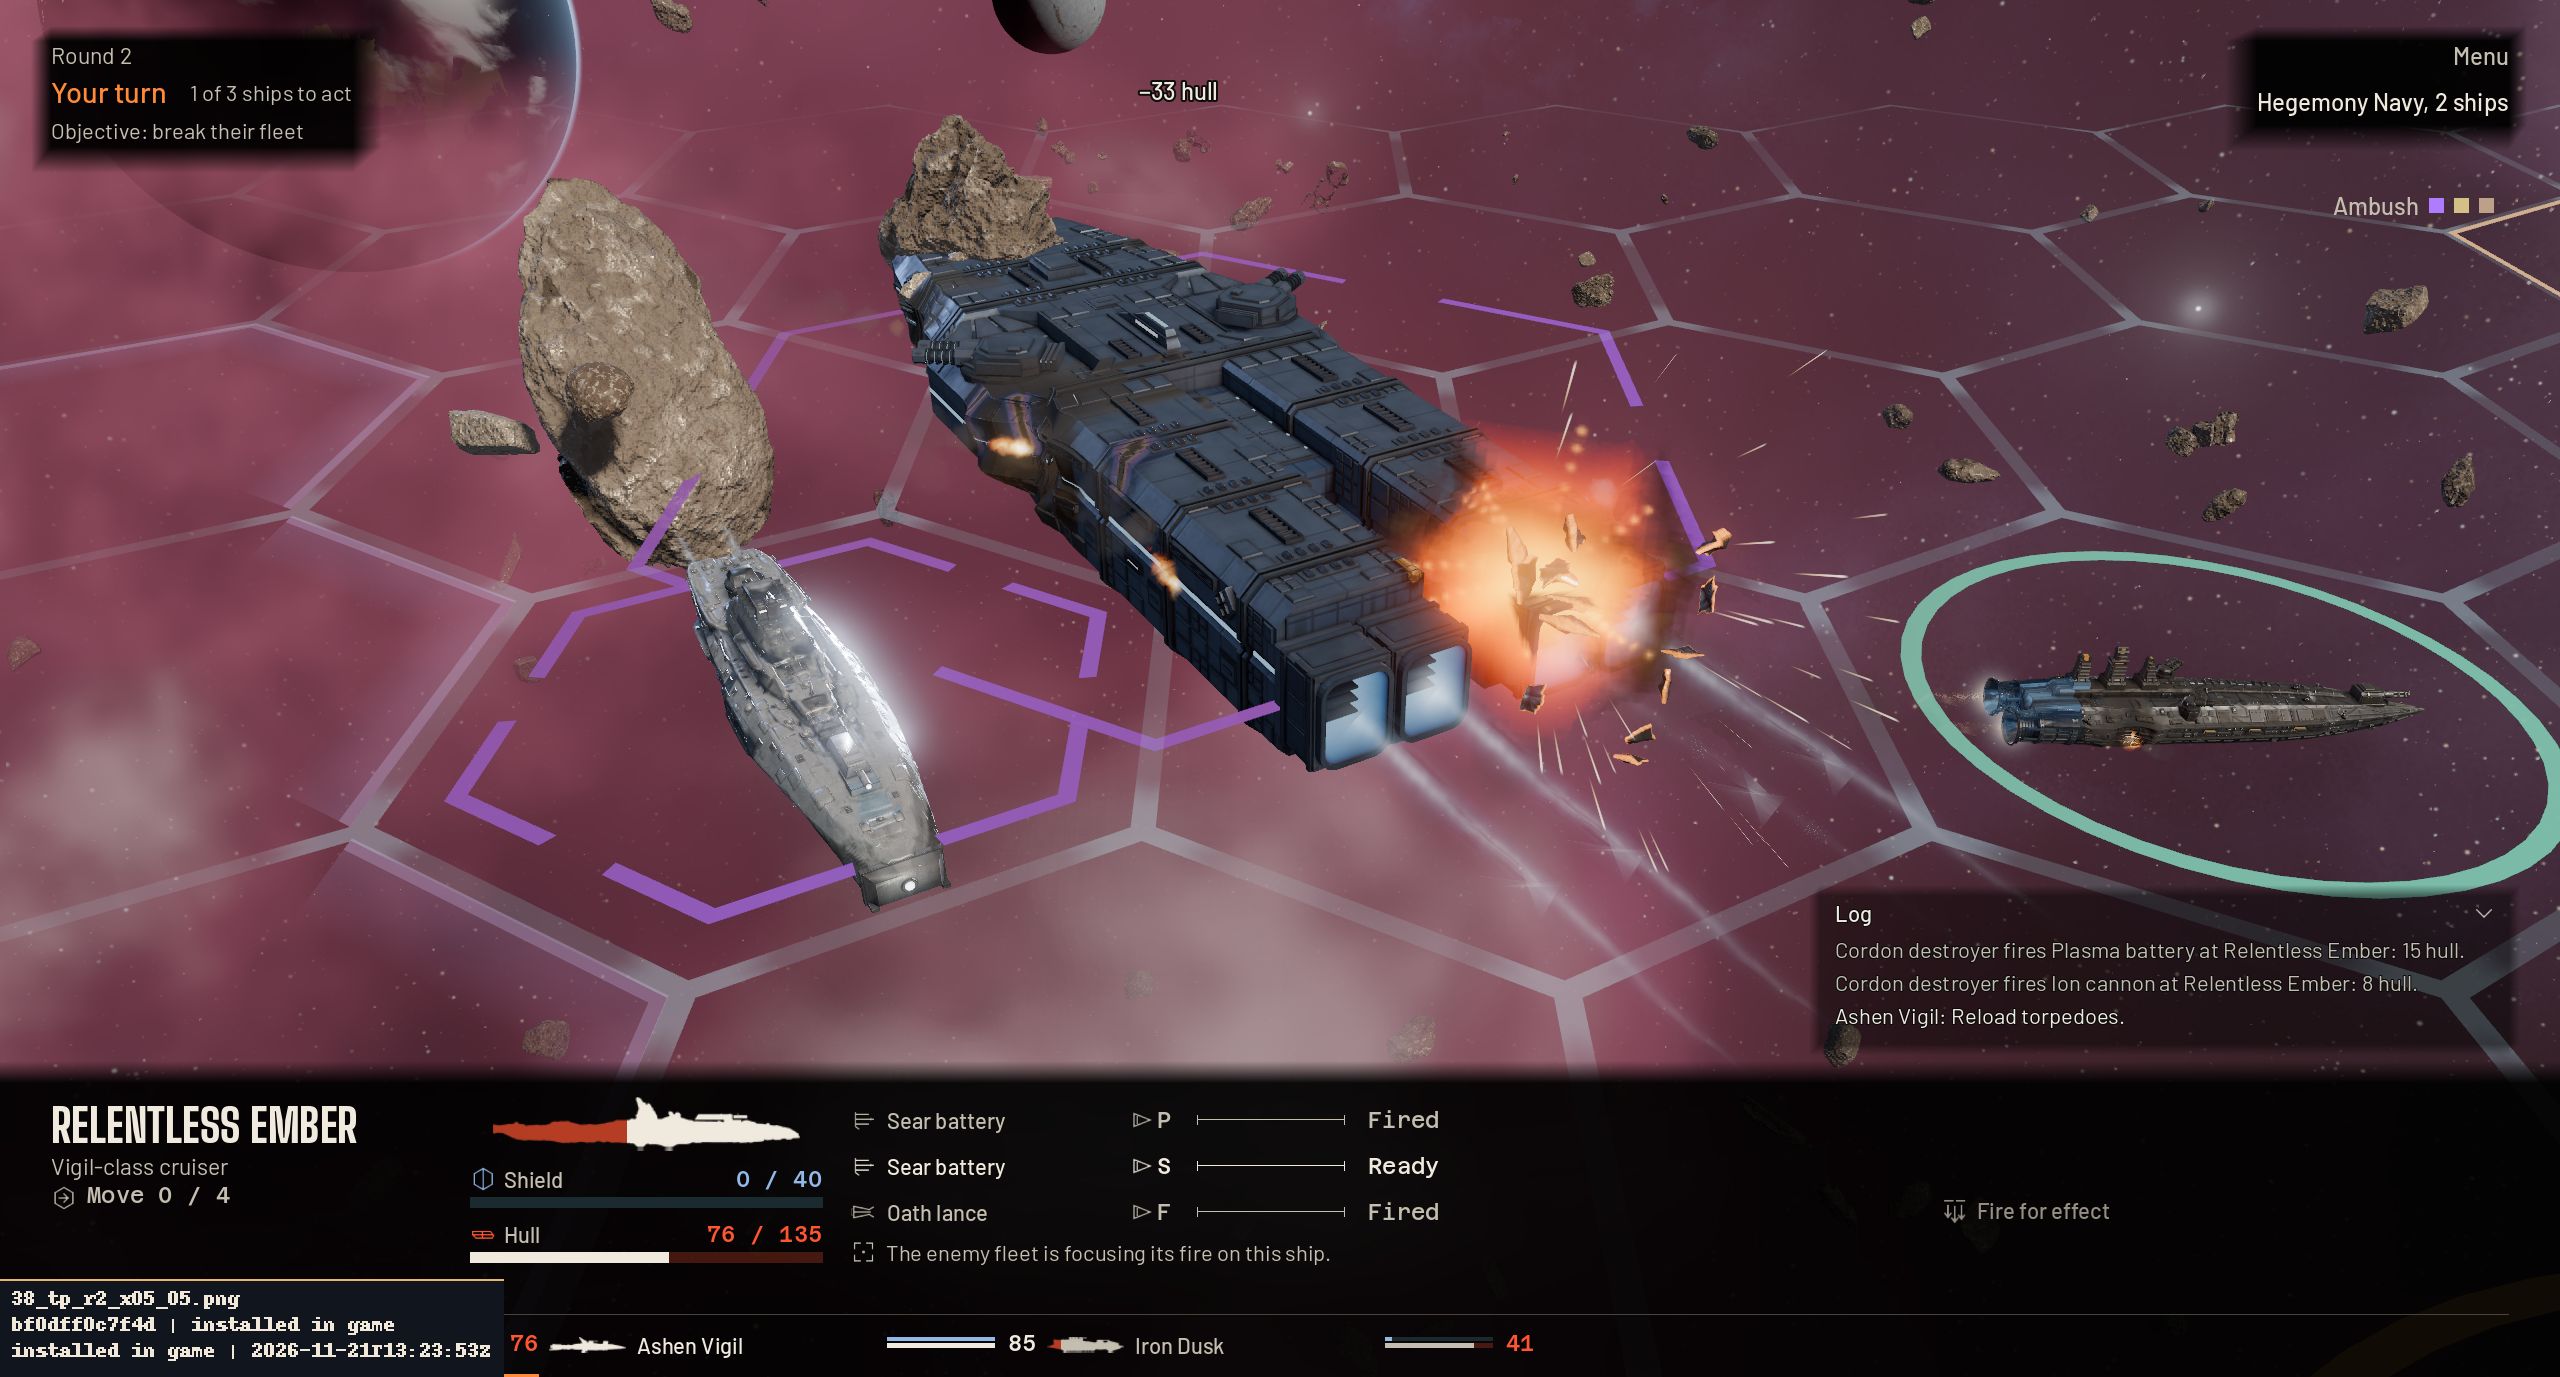 Round 2
Your turn 1 of 3 ships to act
Objective: break their fleet
−33 hull
Menu
Hegemony Navy, 2 ships
Ambush
Log
Cordon destroyer fires Plasma battery at Relentless Ember: 15 hull.
Cordon destroyer fires Ion cannon at Relentless Ember: 8 hull.
Ashen Vigil: Reload torpedoes.
RELENTLESS EMBER
Vigil-class cruiser
Move 0 / 4
Shield 0 / 40
Hull 76 / 135
Sear battery P Fired
Sear battery S Ready
Oath lance F Fired
The enemy fleet is focusing its fire on this ship.
Fire for effect
38_tp_r2_x05_05.png
bf0dff0c7f4d | installed in game
installed in game | 2026-11-21r13:23:53z
76 Ashen Vigil 85 Iron Dusk 41